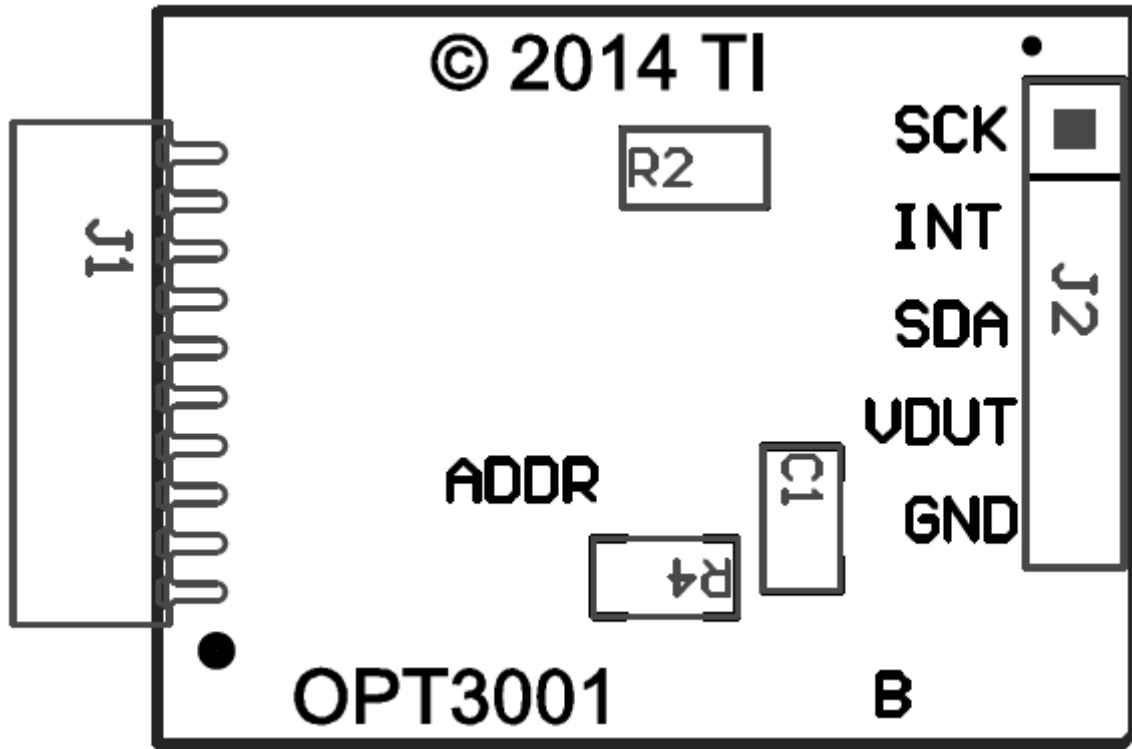 © 2014 TI
SCK
R2
J1
INT
J2
SDA
VDUT
ADDR
C1
GND
R4
OPT3001
B